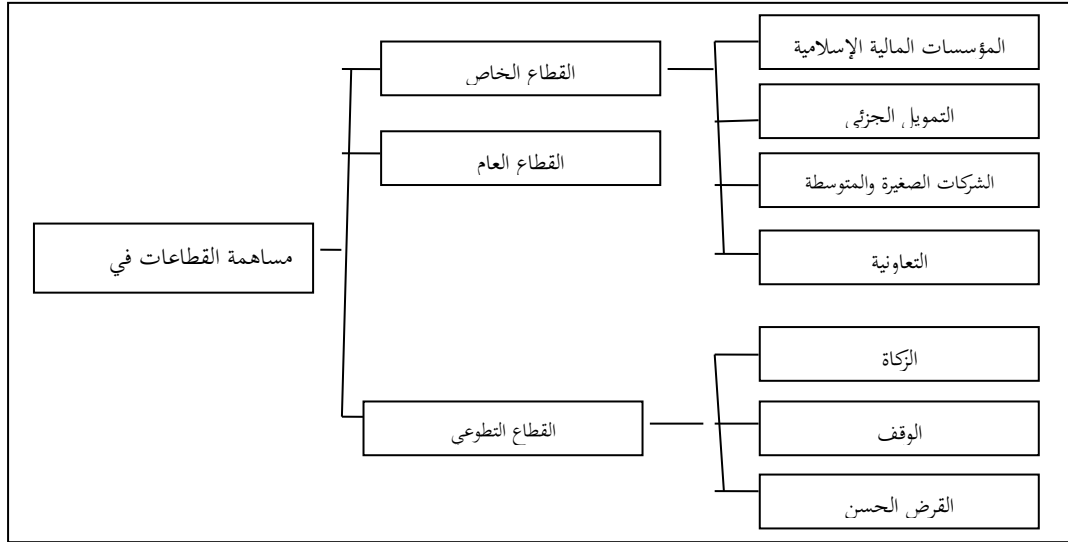 مساهمة القطاعات في
القطاع الخاص
القطاع العام
القطاع التطوعي
المؤسسات المالية الإسلامية
التمويل الجزئي
الشركات الصغيرة والمتوسطة
التعاونية
الزكاة
الوقف
القرض الحسن